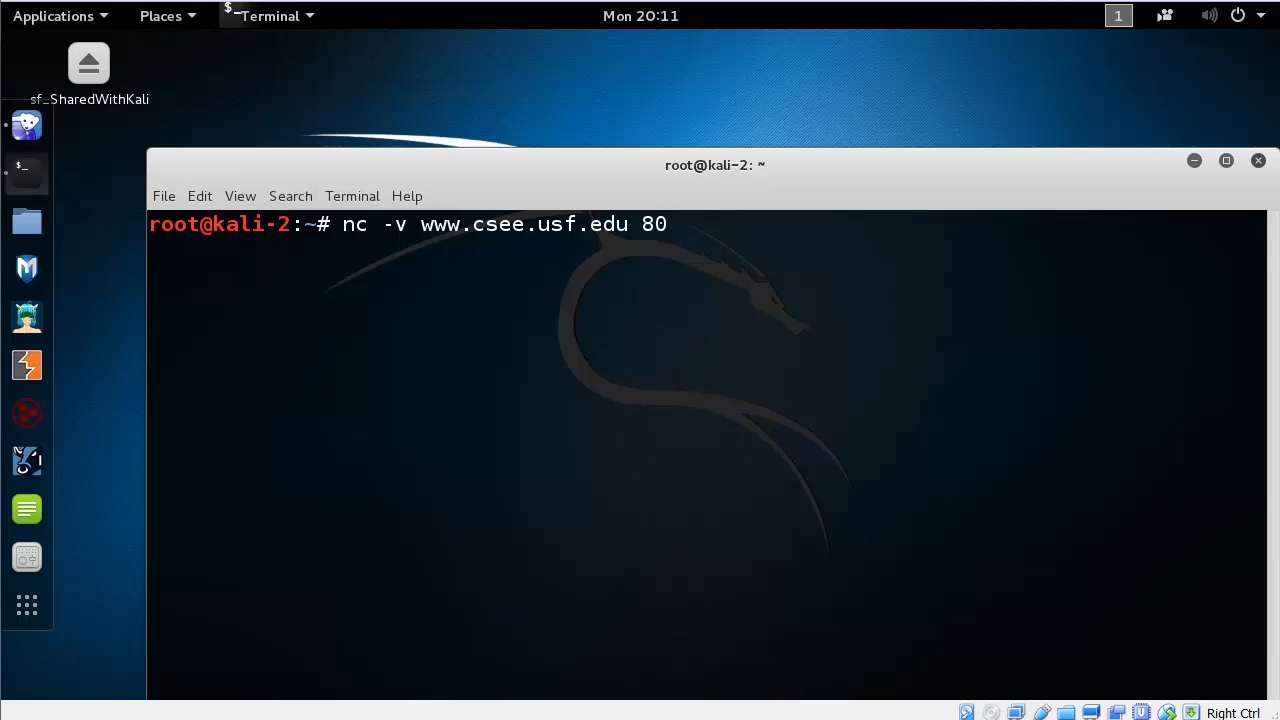 Applications Places Terminal Mon 20:11 1
sf_SharedWithKali
root@kali-2: ~
File Edit View Search Terminal Help
root@kali-2:~# nc -v www.csee.usf.edu 80
Right Ctrl